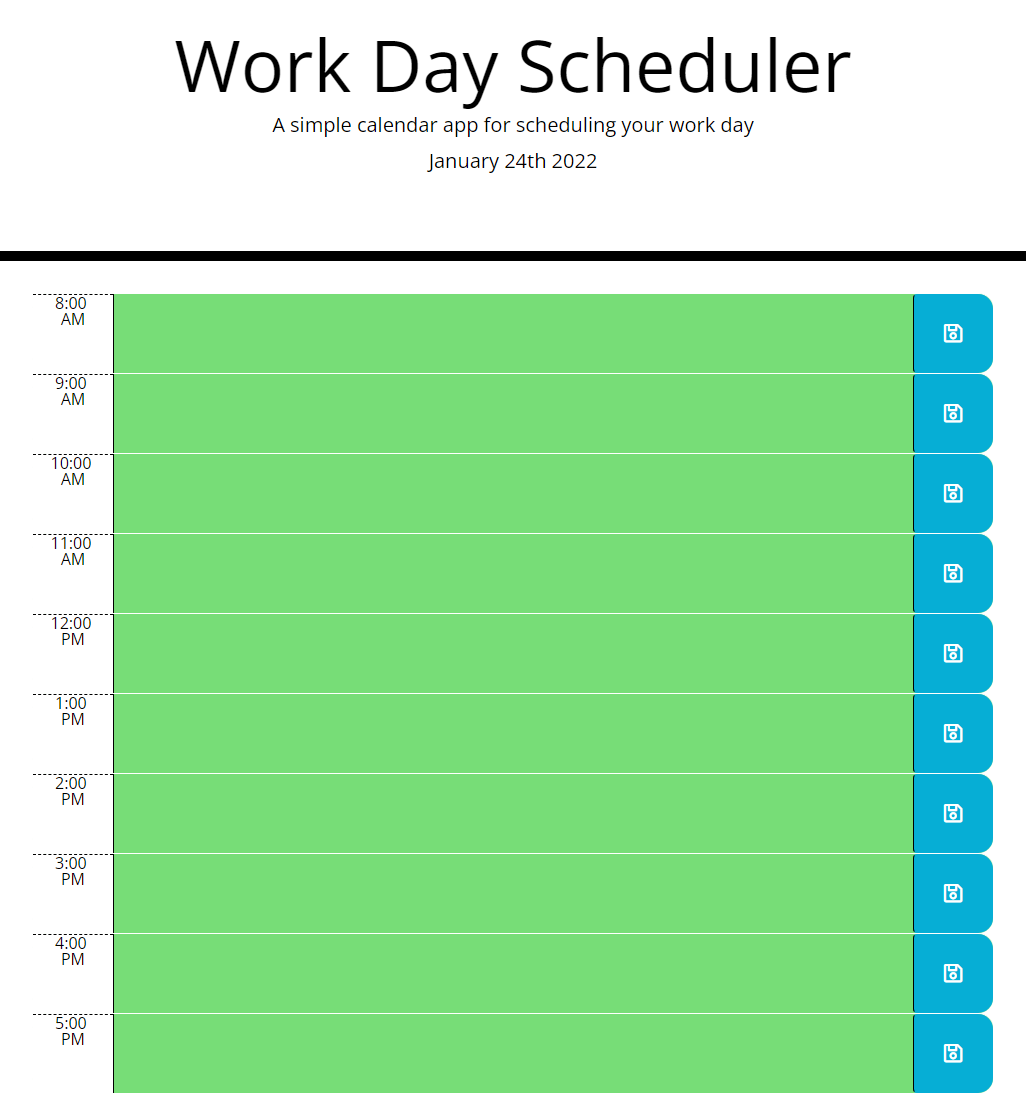 Work Day Scheduler
A simple calendar app for scheduling your work day
January 24th 2022
8:00
AM
9:00
AM
10:00
AM
11:00
AM
12:00
PM
1:00
PM
2:00
PM
3:00
PM
4:00
PM
5:00
PM